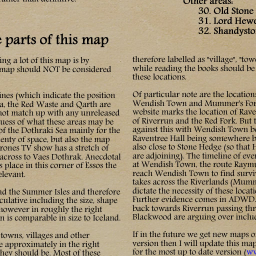 Other areas:
30. Old Stone
31. Lord Hewe
32. Shandysto
e parts of this map
ing a lot of this map is by
map should NOT be considered
ines (which indicate the position
a, the Red Waste and Qarth are
not match up with any unreleased
ness of what these areas may be
of the Dothraki Sea mainly for the
enty of space, but also the map
rones TV show has a stretch of
across to Vaes Dothrak. Anecdotal
s place in this corner of Essos the
elevant.
nd the Summer Isles and therefore
culative including the size, shape
owever in roughly the right
n is comparable in size to Iceland.
towns, villages and other
e approximately in the right
hey should be. Most of these
therefore labelled as "village", "tow
while reading the books should be
these locations.
Of particular note are the location
Wendish Town and Mummer's For
website marks the location of Rave
of Riverrun and the Red Fork. But t
against this with Wendish Town be
Raventree Hall being somewhere b
also close to Stone Hedge (so that H
are adjoining). The timeline of even
at Wendish Town, the route Raym
reach Wendish Town to find surviv
takes across the Riverlands (Mumm
dictate the necessity of these locati
Further evidence comes in ADWD
back towards Riverrun passing thr
Blackwood are arguing over inclu
If in the future we get new maps o
version then I will update this map
for the most up to date version (w